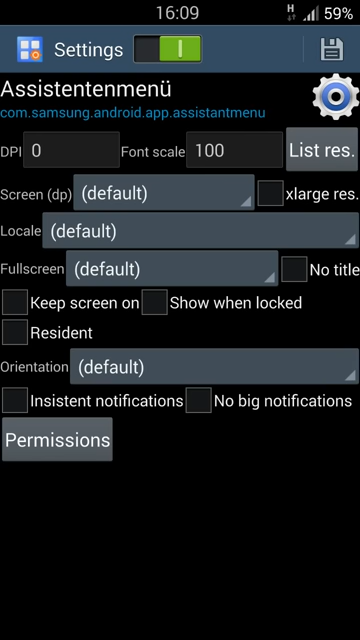 16:09 H 59%
Settings
Assistentenmenü
com.samsung.android.app.assistantmenu
DPI 0 Font scale 100 List res.
Screen (dp) (default) xlarge res.
Locale (default)
Fullscreen (default) No title
Keep screen on Show when locked
Resident
Orientation (default)
Insistent notifications No big notifications
Permissions